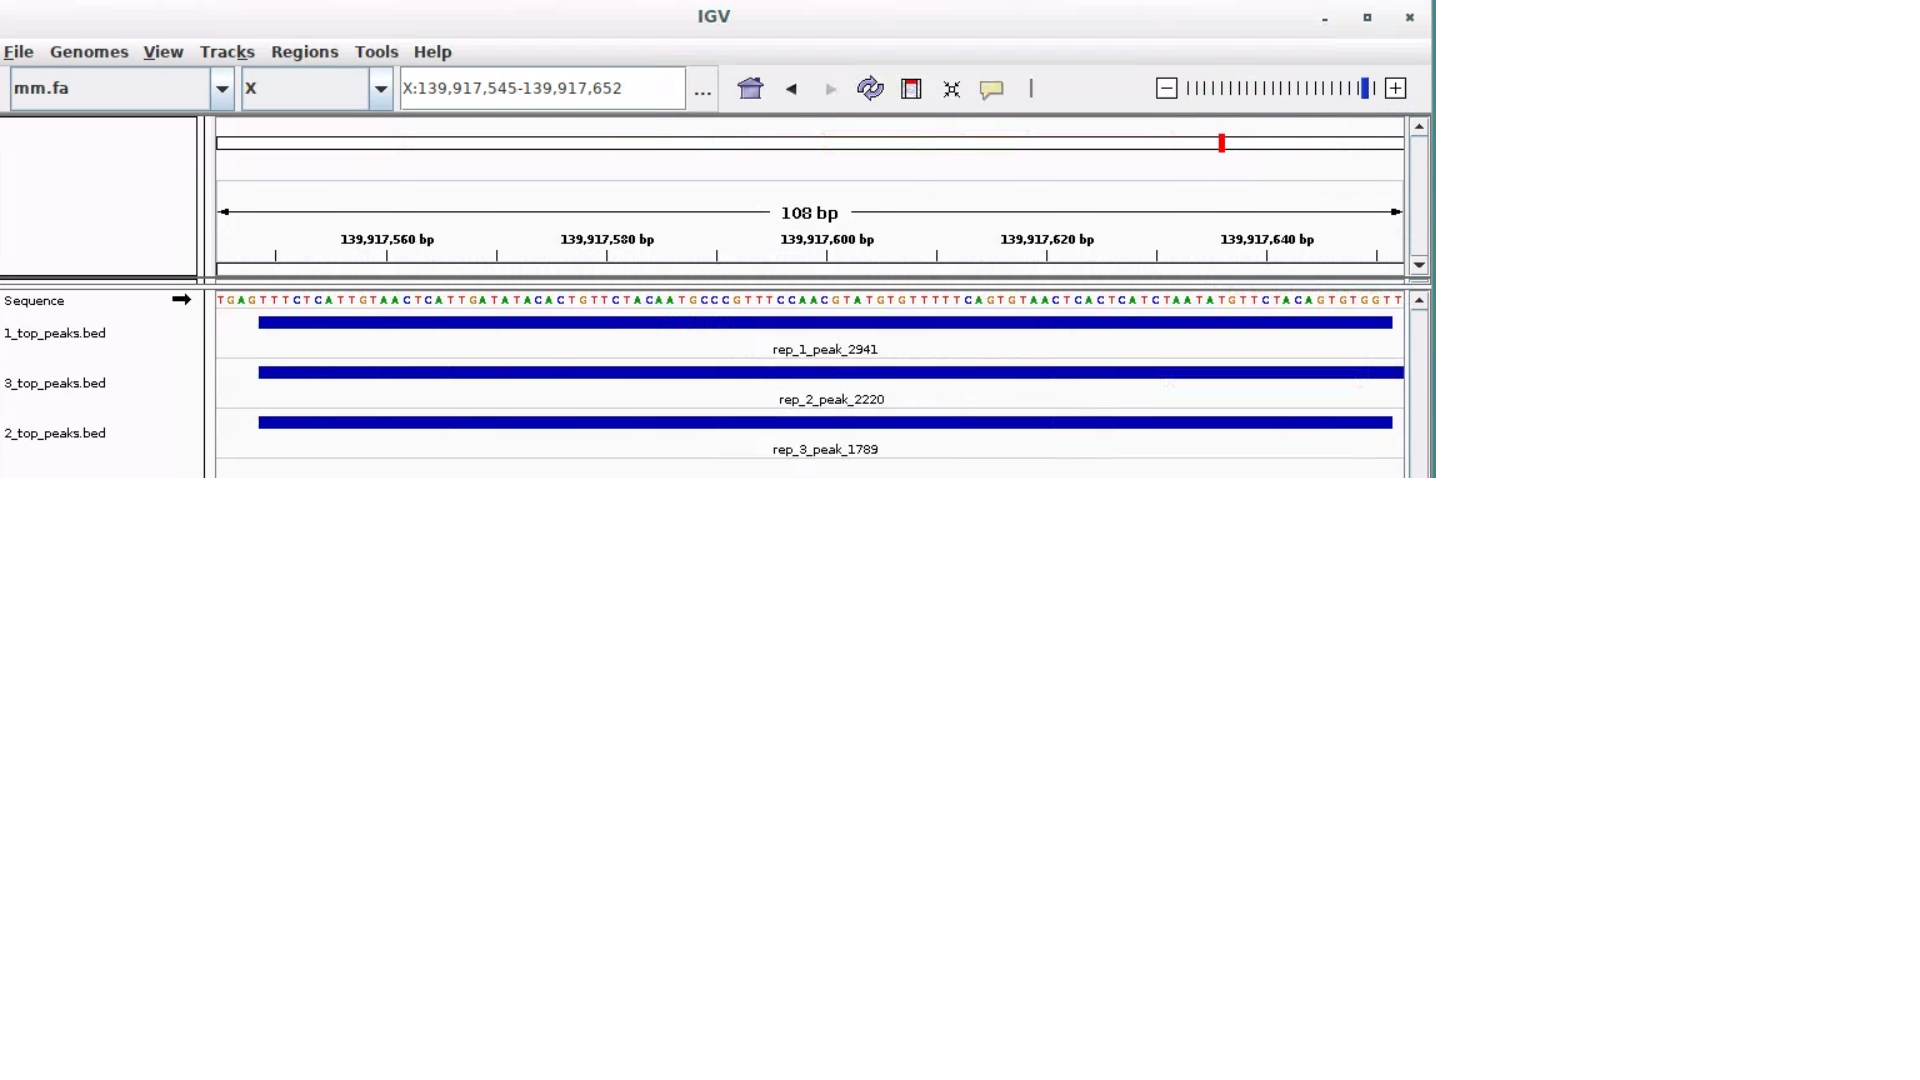 IGV
File Genomes View Tracks Regions Tools Help
mm.fa X X:139,917,545-139,917,652 ...
108 bp
139,917,560 bp 139,917,580 bp 139,917,600 bp 139,917,620 bp 139,917,640 bp
Sequence TGAGTTTCTCATTGTAACTCATTGATATACACTGTTCTACAATGCCCGTTTCCAACGTATGTGTTTTTCAGTGTAACTCACTCATCTAATATGTTCTACAGTGTGGTT
1_top_peaks.bed
rep_1_peak_2941
3_top_peaks.bed
rep_2_peak_2220
2_top_peaks.bed
rep_3_peak_1789